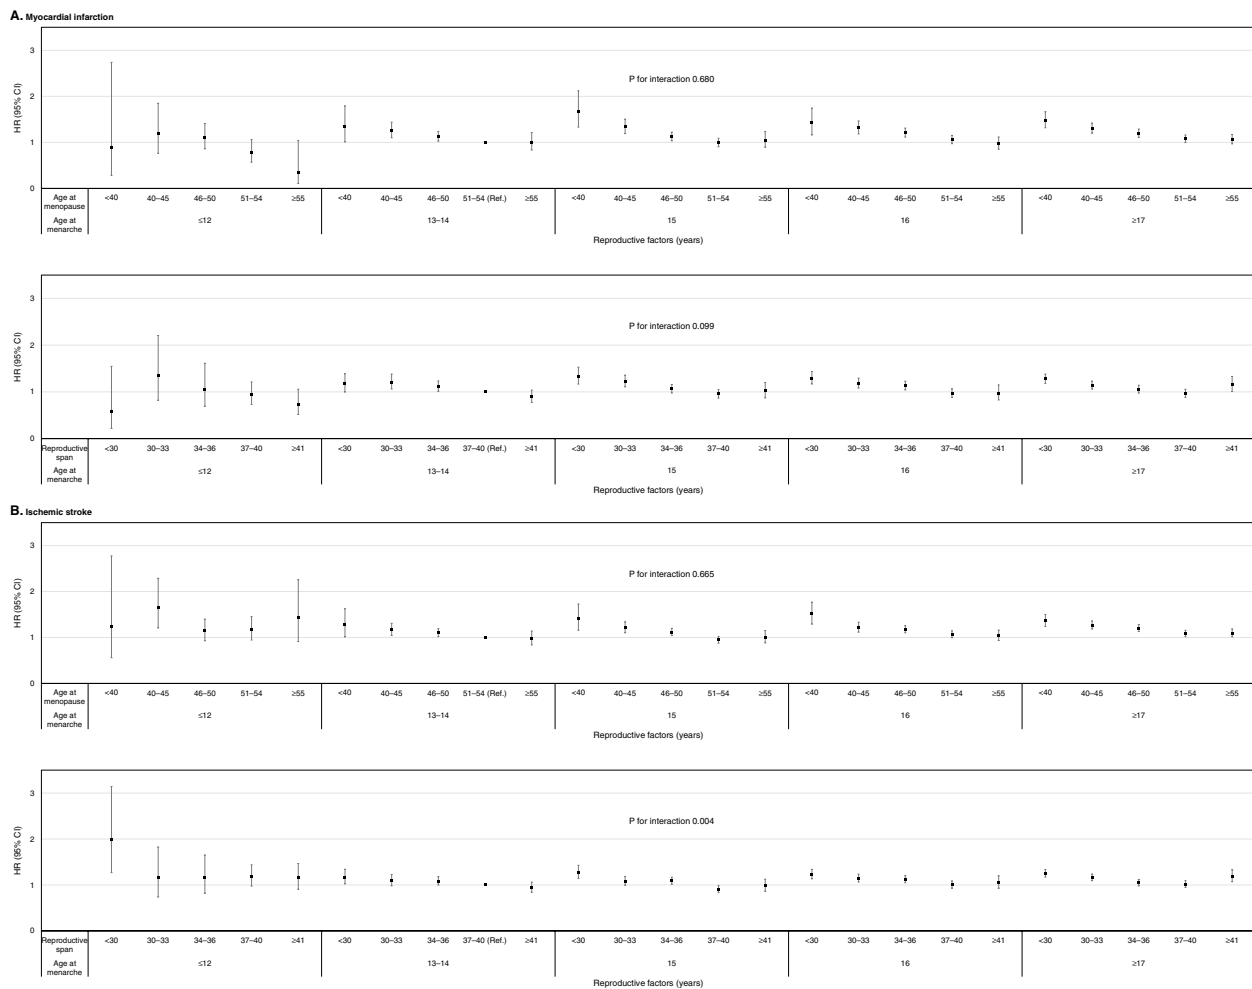 A. Myocardial infarction
3
2
1
0
HR (95% CI)
P for interaction 0.680
Age at menopause <40 40–45 46–50 51–54 ≥55 <40 40–45 46–50 51–54 (Ref.) ≥55 <40 40–45 46–50 51–54 ≥55 <40 40–45 46–50 51–54 ≥55 <40 40–45 46–50 51–54 ≥55
Age at menarche ≤12 13–14 15 16 ≥17
Reproductive factors (years)
3
2
1
0
HR (95% CI)
P for interaction 0.099
Reproductive span <30 30–33 34–36 37–40 ≥41 <30 30–33 34–36 37–40 (Ref.) ≥41 <30 30–33 34–36 37–40 ≥41 <30 30–33 34–36 37–40 ≥41 <30 30–33 34–36 37–40 ≥41
Age at menarche ≤12 13–14 15 16 ≥17
Reproductive factors (years)
B. Ischemic stroke
3
2
1
0
HR (95% CI)
P for interaction 0.665
Age at menopause <40 40–45 46–50 51–54 ≥55 <40 40–45 46–50 51–54 (Ref.) ≥55 <40 40–45 46–50 51–54 ≥55 <40 40–45 46–50 51–54 ≥55 <40 40–45 46–50 51–54 ≥55
Age at menarche ≤12 13–14 15 16 ≥17
Reproductive factors (years)
3
2
1
0
HR (95% CI)
P for interaction 0.004
Reproductive span <30 30–33 34–36 37–40 ≥41 <30 30–33 34–36 37–40 (Ref.) ≥41 <30 30–33 34–36 37–40 ≥41 <30 30–33 34–36 37–40 ≥41 <30 30–33 34–36 37–40 ≥41
Age at menarche ≤12 13–14 15 16 ≥17
Reproductive factors (years)